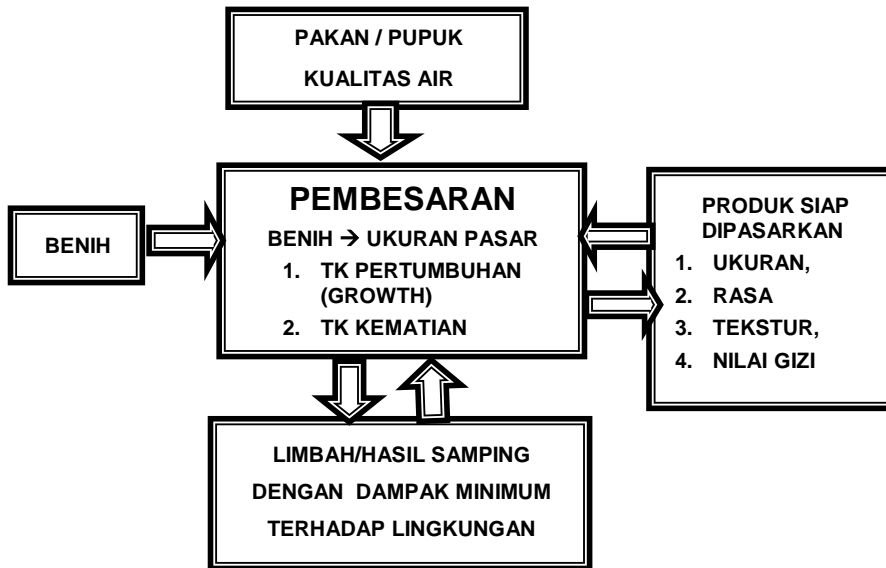 PAKAN / PUPUK
KUALITAS AIR
BENIH
PEMBESARAN
BENIH → UKURAN PASAR
1. TK PERTUMBUHAN
(GROWTH)
2. TK KEMATIAN
PRODUK SIAP
DIPASARKAN
1. UKURAN,
2. RASA
3. TEKSTUR,
4. NILAI GIZI
LIMBAH/HASIL SAMPING
DENGAN DAMPAK MINIMUM
TERHADAP LINGKUNGAN